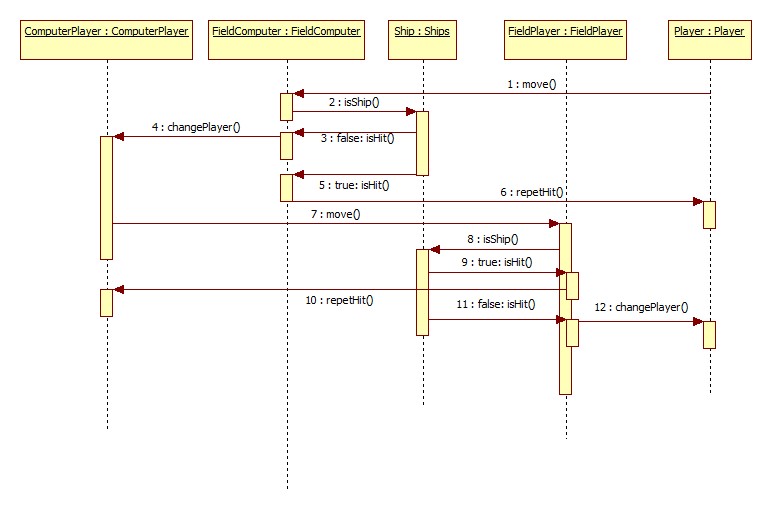 ComputerPlayer : ComputerPlayer
FieldComputer : FieldComputer
Ship : Ships
FieldPlayer : FieldPlayer
Player : Player
1 : move()
2 : isShip()
3 : false: isHit()
4 : changePlayer()
5 : true: isHit()
6 : repetHit()
7 : move()
8 : isShip()
9 : true: isHit()
10 : repetHit()
11 : false: isHit()
12 : changePlayer()